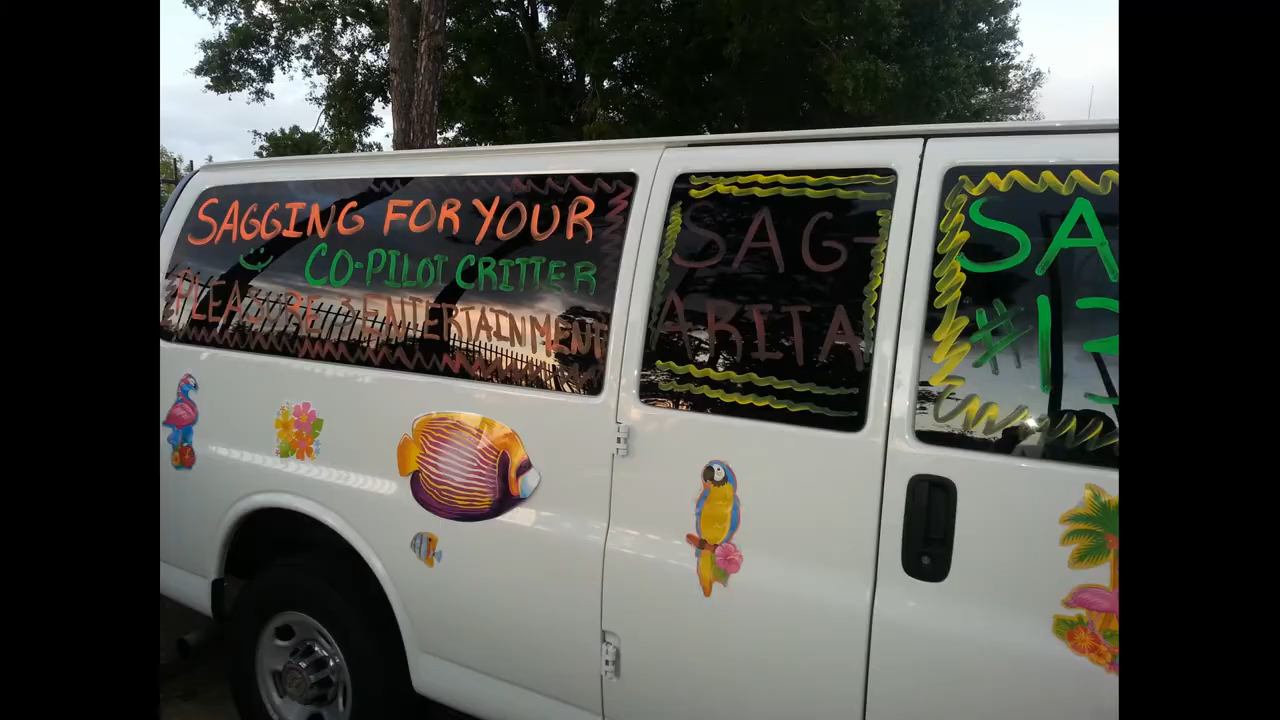 SAGGING FOR YOUR
CO-PILOT CRITTER
PLEASURE & ENTERTAINMENT
SAG-
ARITA
SA
#13